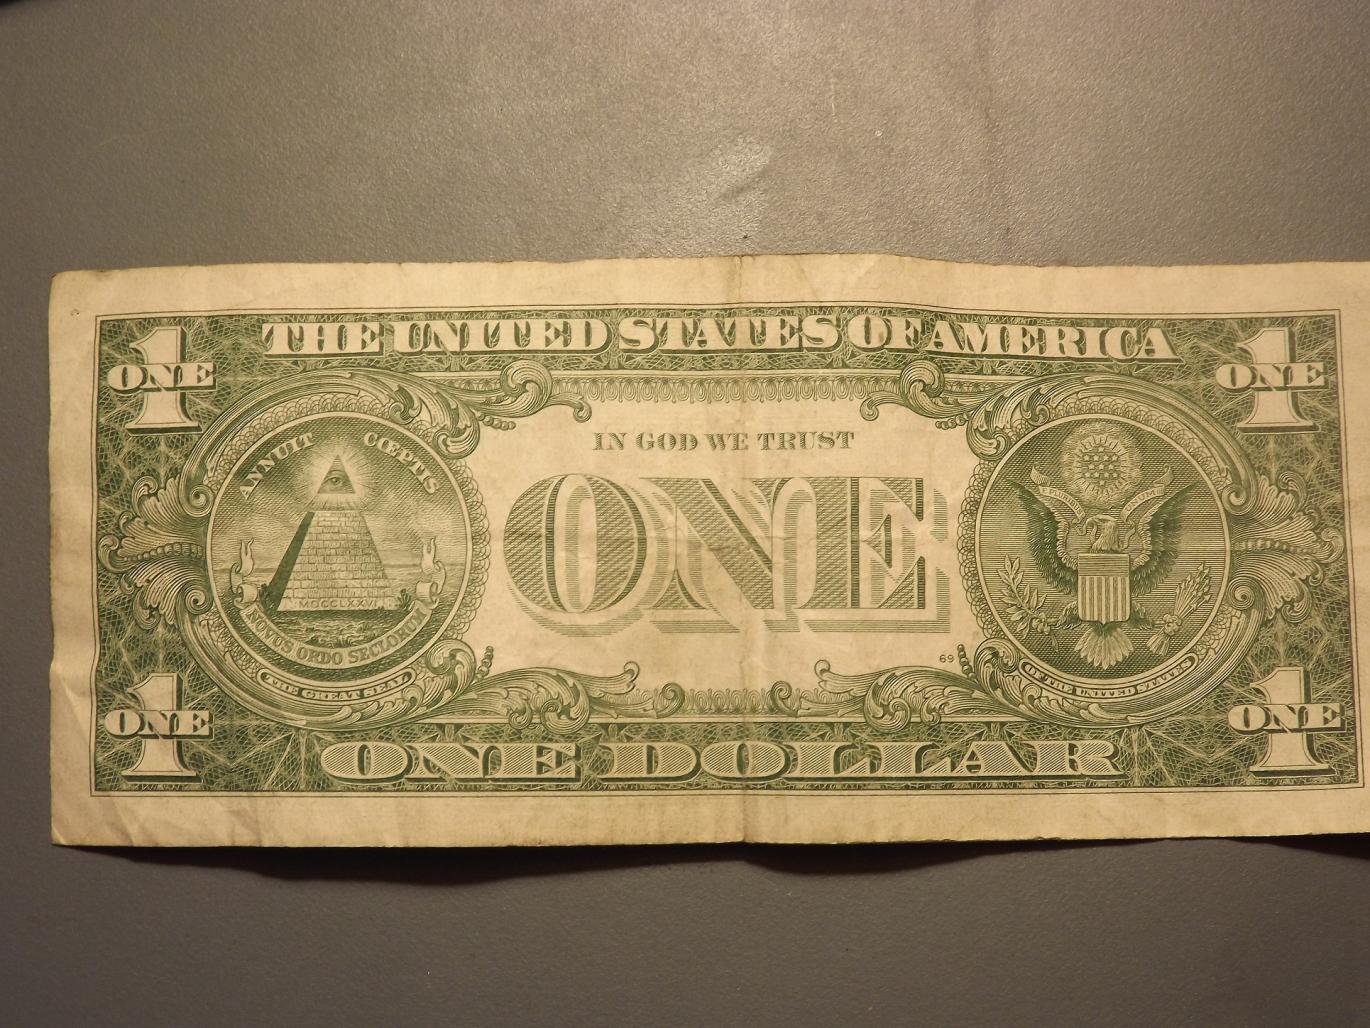 THE UNITED STATES OF AMERICA
1
ONE
1
ONE
ANNUIT CŒPTIS
MDCCLXXVI
NOVUS ORDO SECLORUM
THE GREAT SEAL
IN GOD WE TRUST
ONE
69
OF THE UNITED STATES
1
ONE
1
ONE
ONE DOLLAR